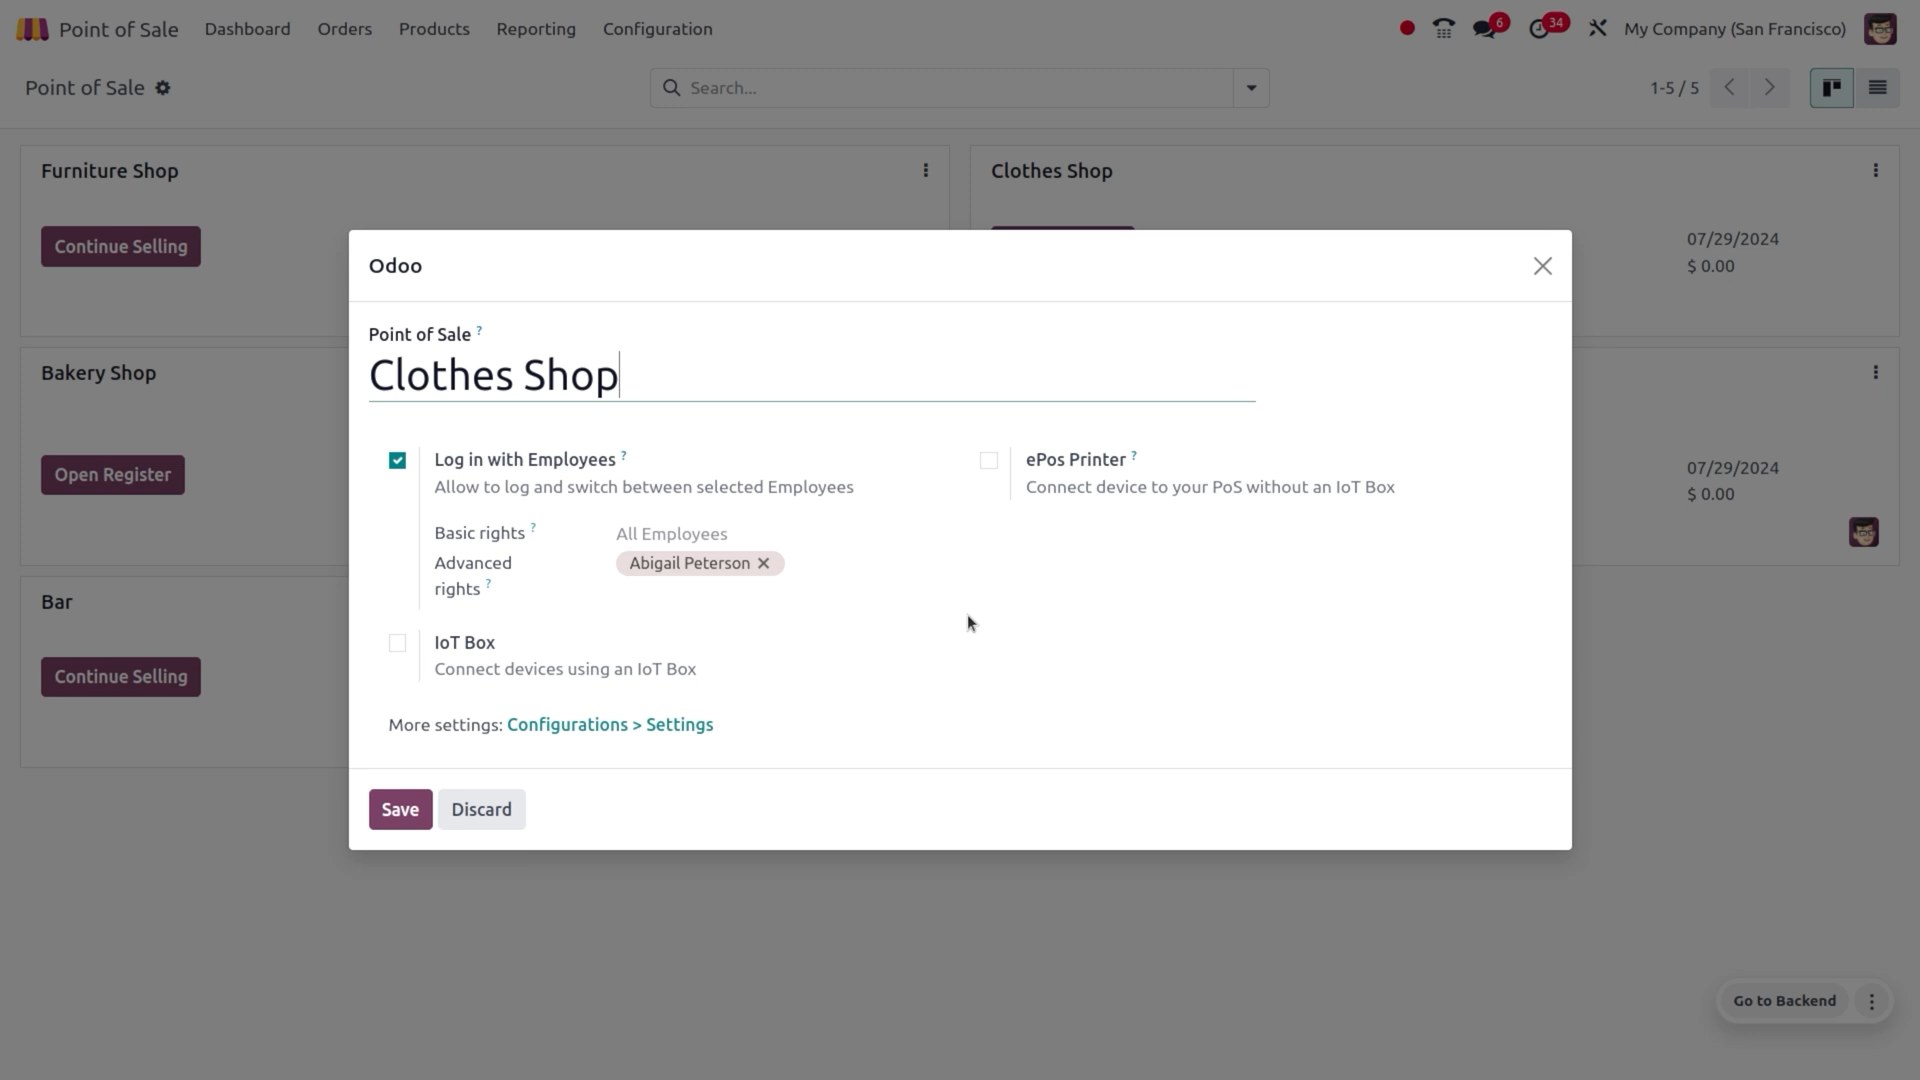 Point of Sale Dashboard Orders Products Reporting Configuration 6 34 My Company (San Francisco)
Point of Sale Search... 1-5 / 5
Furniture Shop Clothes Shop
Continue Selling 07/29/2024
$ 0.00
Odoo
Point of Sale ?
Clothes Shop
Log in with Employees ?
Allow to log and switch between selected Employees
Basic rights ? All Employees
Advanced rights ? Abigail Peterson
ePos Printer ?
Connect device to your PoS without an IoT Box
IoT Box
Connect devices using an IoT Box
More settings: Configurations > Settings
Save Discard
Bakery Shop
Open Register 07/29/2024
$ 0.00
Bar
Continue Selling
Go to Backend